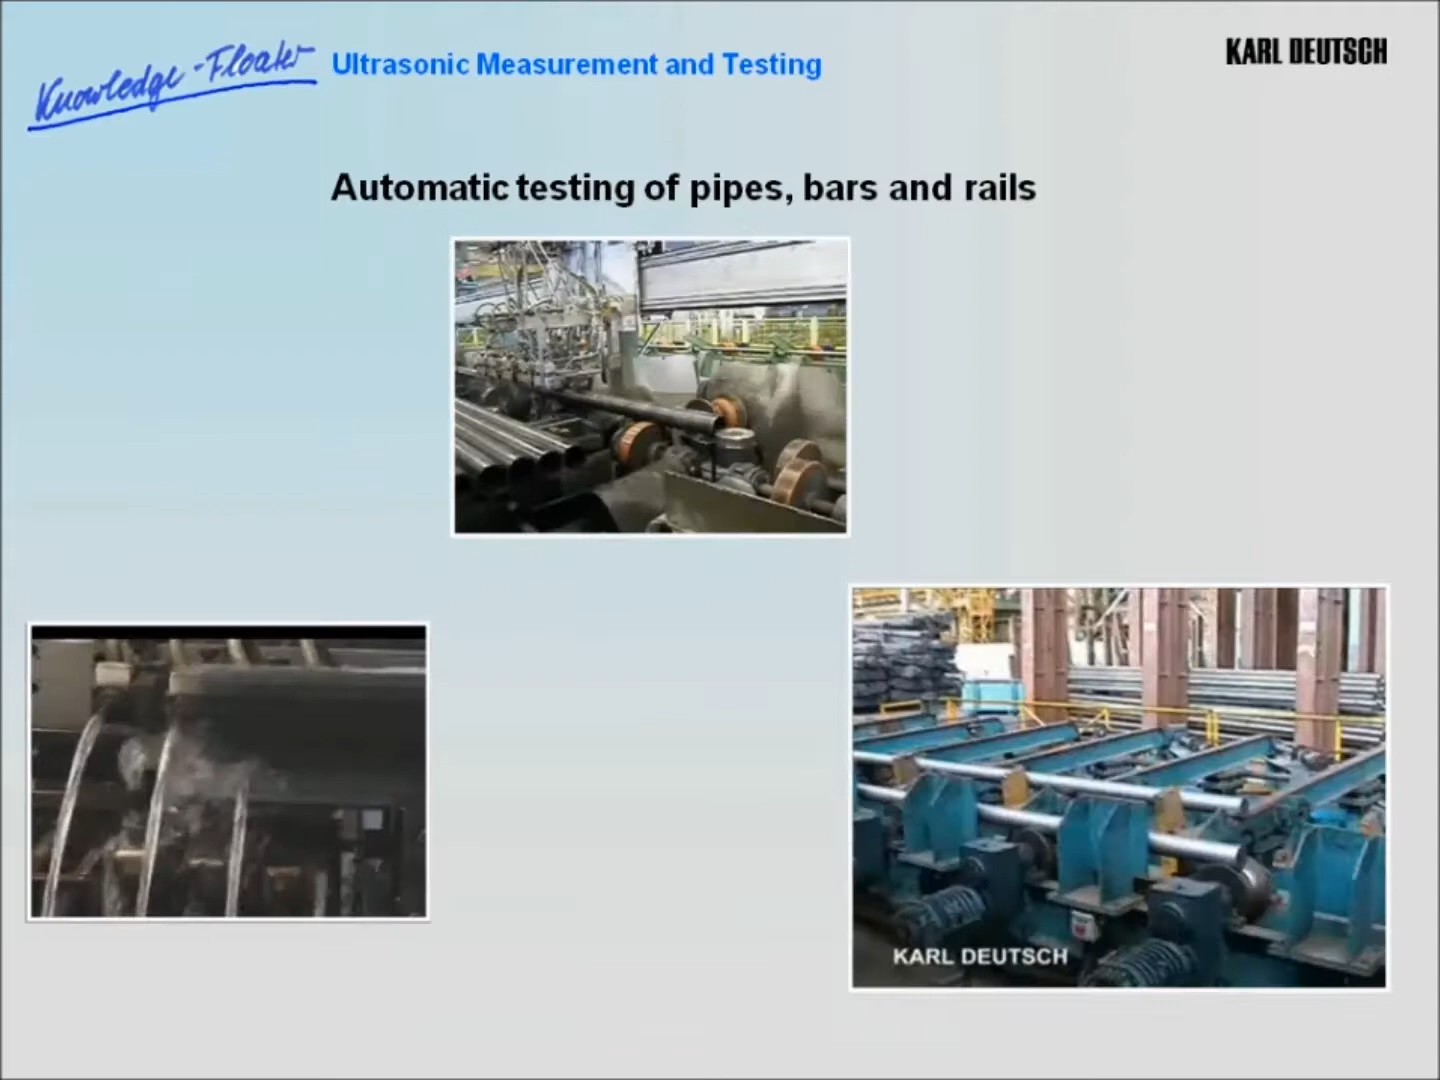 Knowledge-Floater
Ultrasonic Measurement and Testing
KARL DEUTSCH
Automatic testing of pipes, bars and rails
KARL DEUTSCH